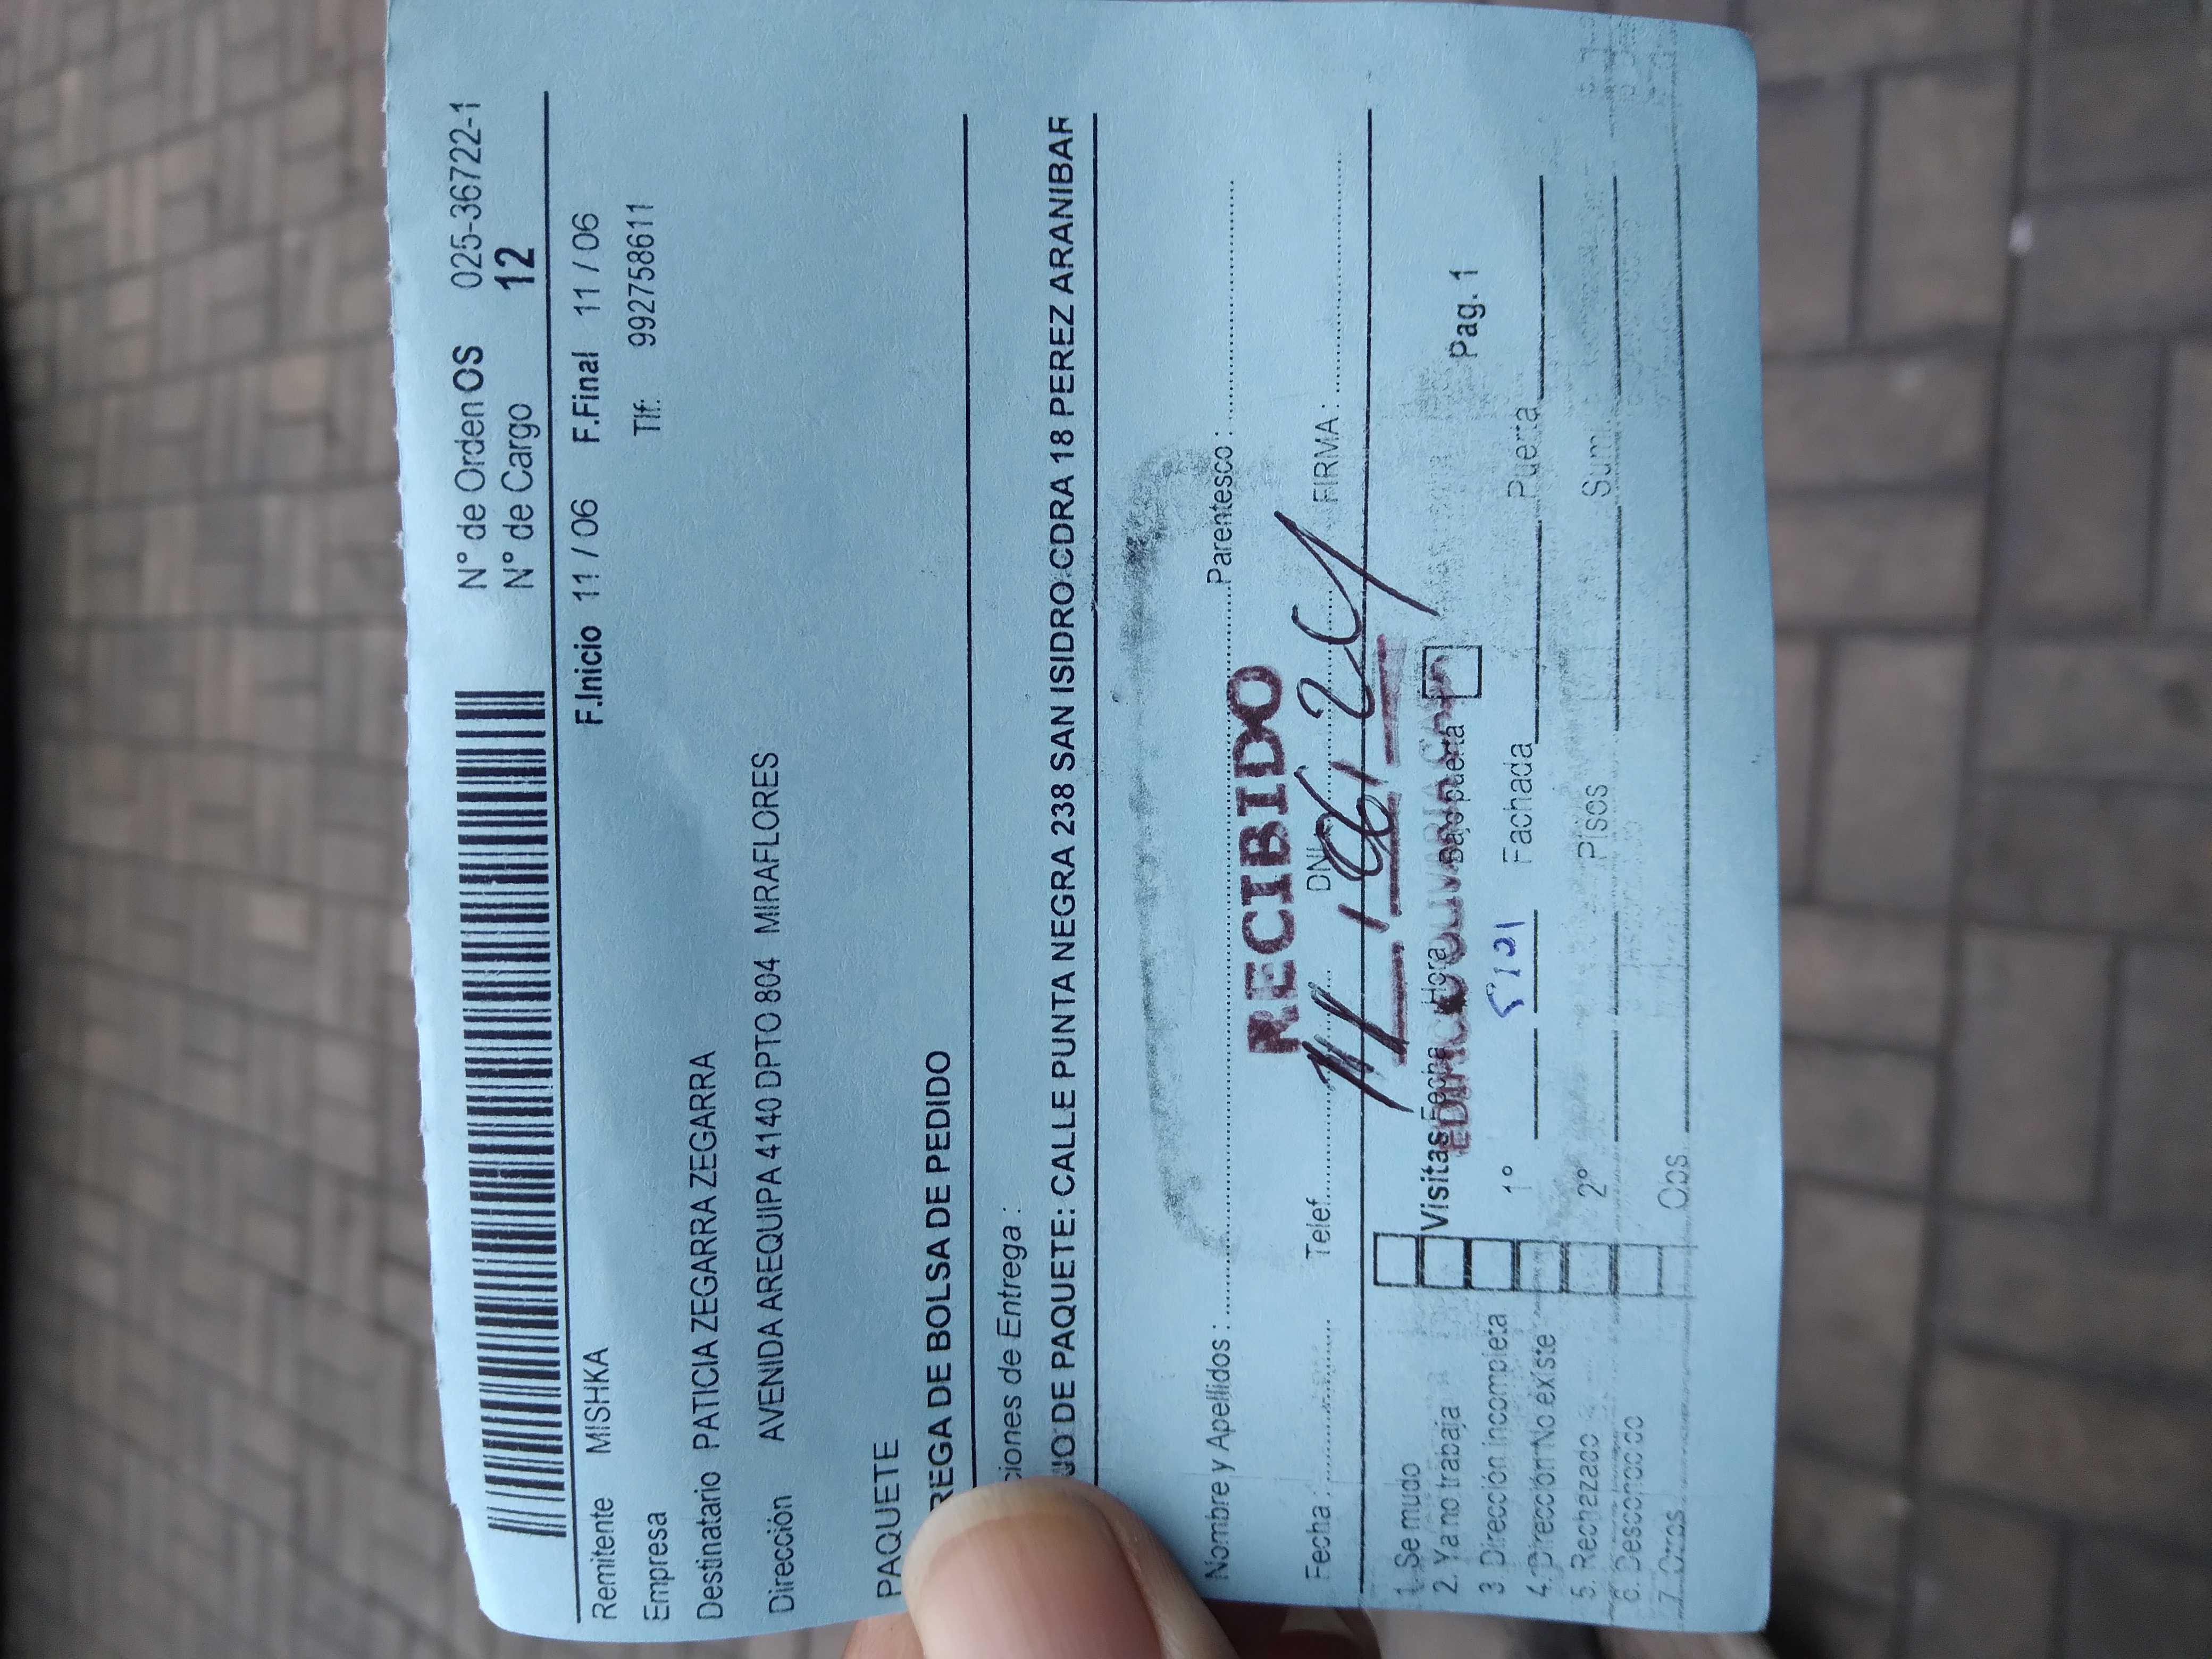 N° de Orden OS 025-36722-1
N° de Cargo 12
Remitente MISHKA F.Inicio 11 / 06 F.Final 11 / 06
Empresa Tlf: 992758611
Destinatario PATICIA ZEGARRA ZEGARRA
Dirección AVENIDA AREQUIPA 4140 DPTO 804 MIRAFLORES
PAQUETE
REGA DE BOLSA DE PEDIDO
ciones de Entrega :
JO DE PAQUETE: CALLE PUNTA NEGRA 238 SAN ISIDRO CDRA 18 PEREZ ARANIBAR
Nombre y Apellidos : Parentesco :
RECIBIDO
Fecha : Telef. DNI FIRMA :
11 / 06 / 24
1. Se mudo
2. Ya no trabaja Visitas Fecha Hora Bajo puerta Pag. 1
EDIFICIO
3 Dirección incompleta 1° Fachada Puerta
4. Dirección No existe
5. Rechazado 2° Pisos Sumi.
6. Desconocido
7. Otros Obs